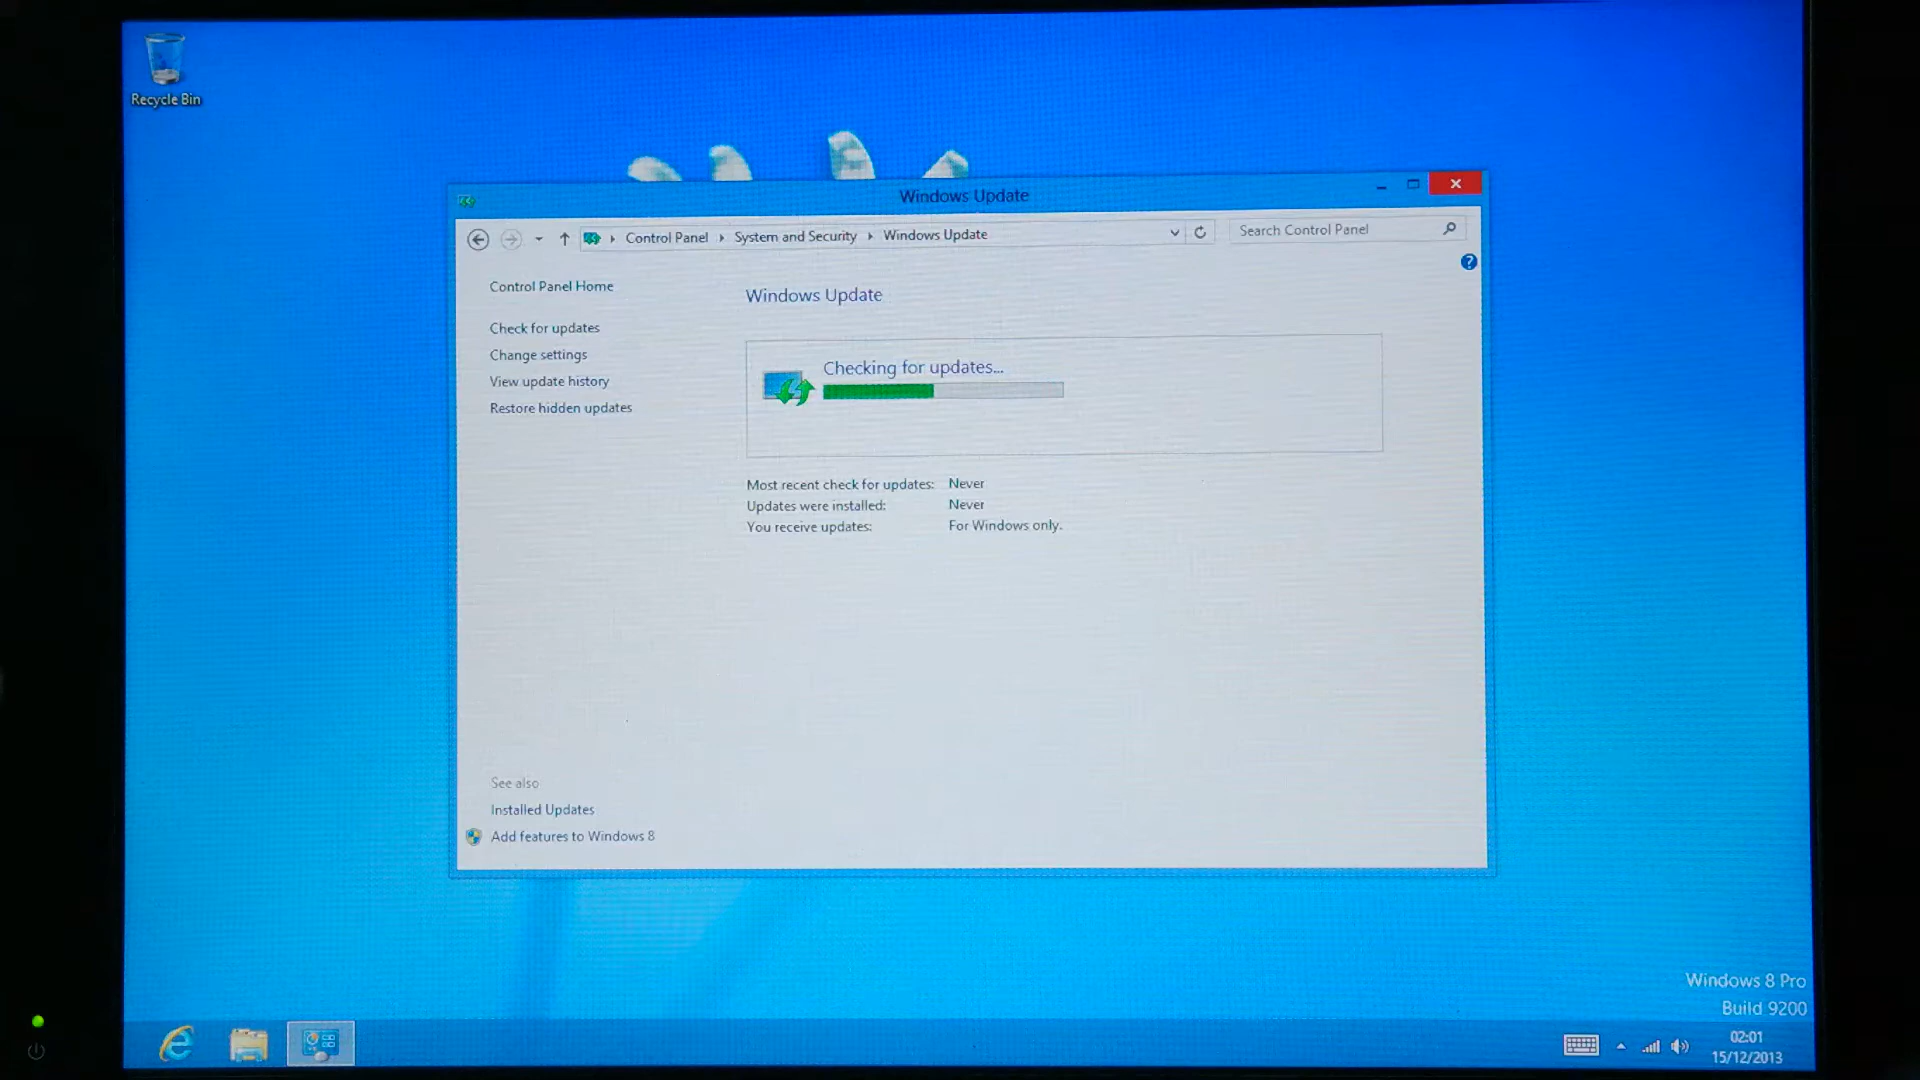 Recycle Bin
Windows Update
Control Panel
System and Security
Windows Update
Search Control Panel
Control Panel Home
Check for updates
Change settings
View update history
Restore hidden updates
Windows Update
Checking for updates...
Most recent check for updates: Never
Updates were installed: Never
You receive updates: For Windows only.
See also
Installed Updates
Add features to Windows 8
Windows 8 Pro
Build 9200
02:01
15/12/2013